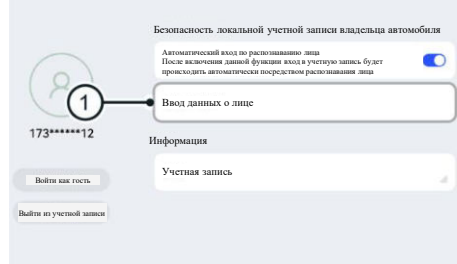 Безопасность локальной учетной записи владельца автомобиля
Автоматический вход по распознаванию лица
После включения данной функции вход в учетную запись будет
происходить автоматически посредством распознавания лица
1
Ввод данных о лице
173******12
Информация
Учетная запись
Войти как гость
Выйти из учетной записи